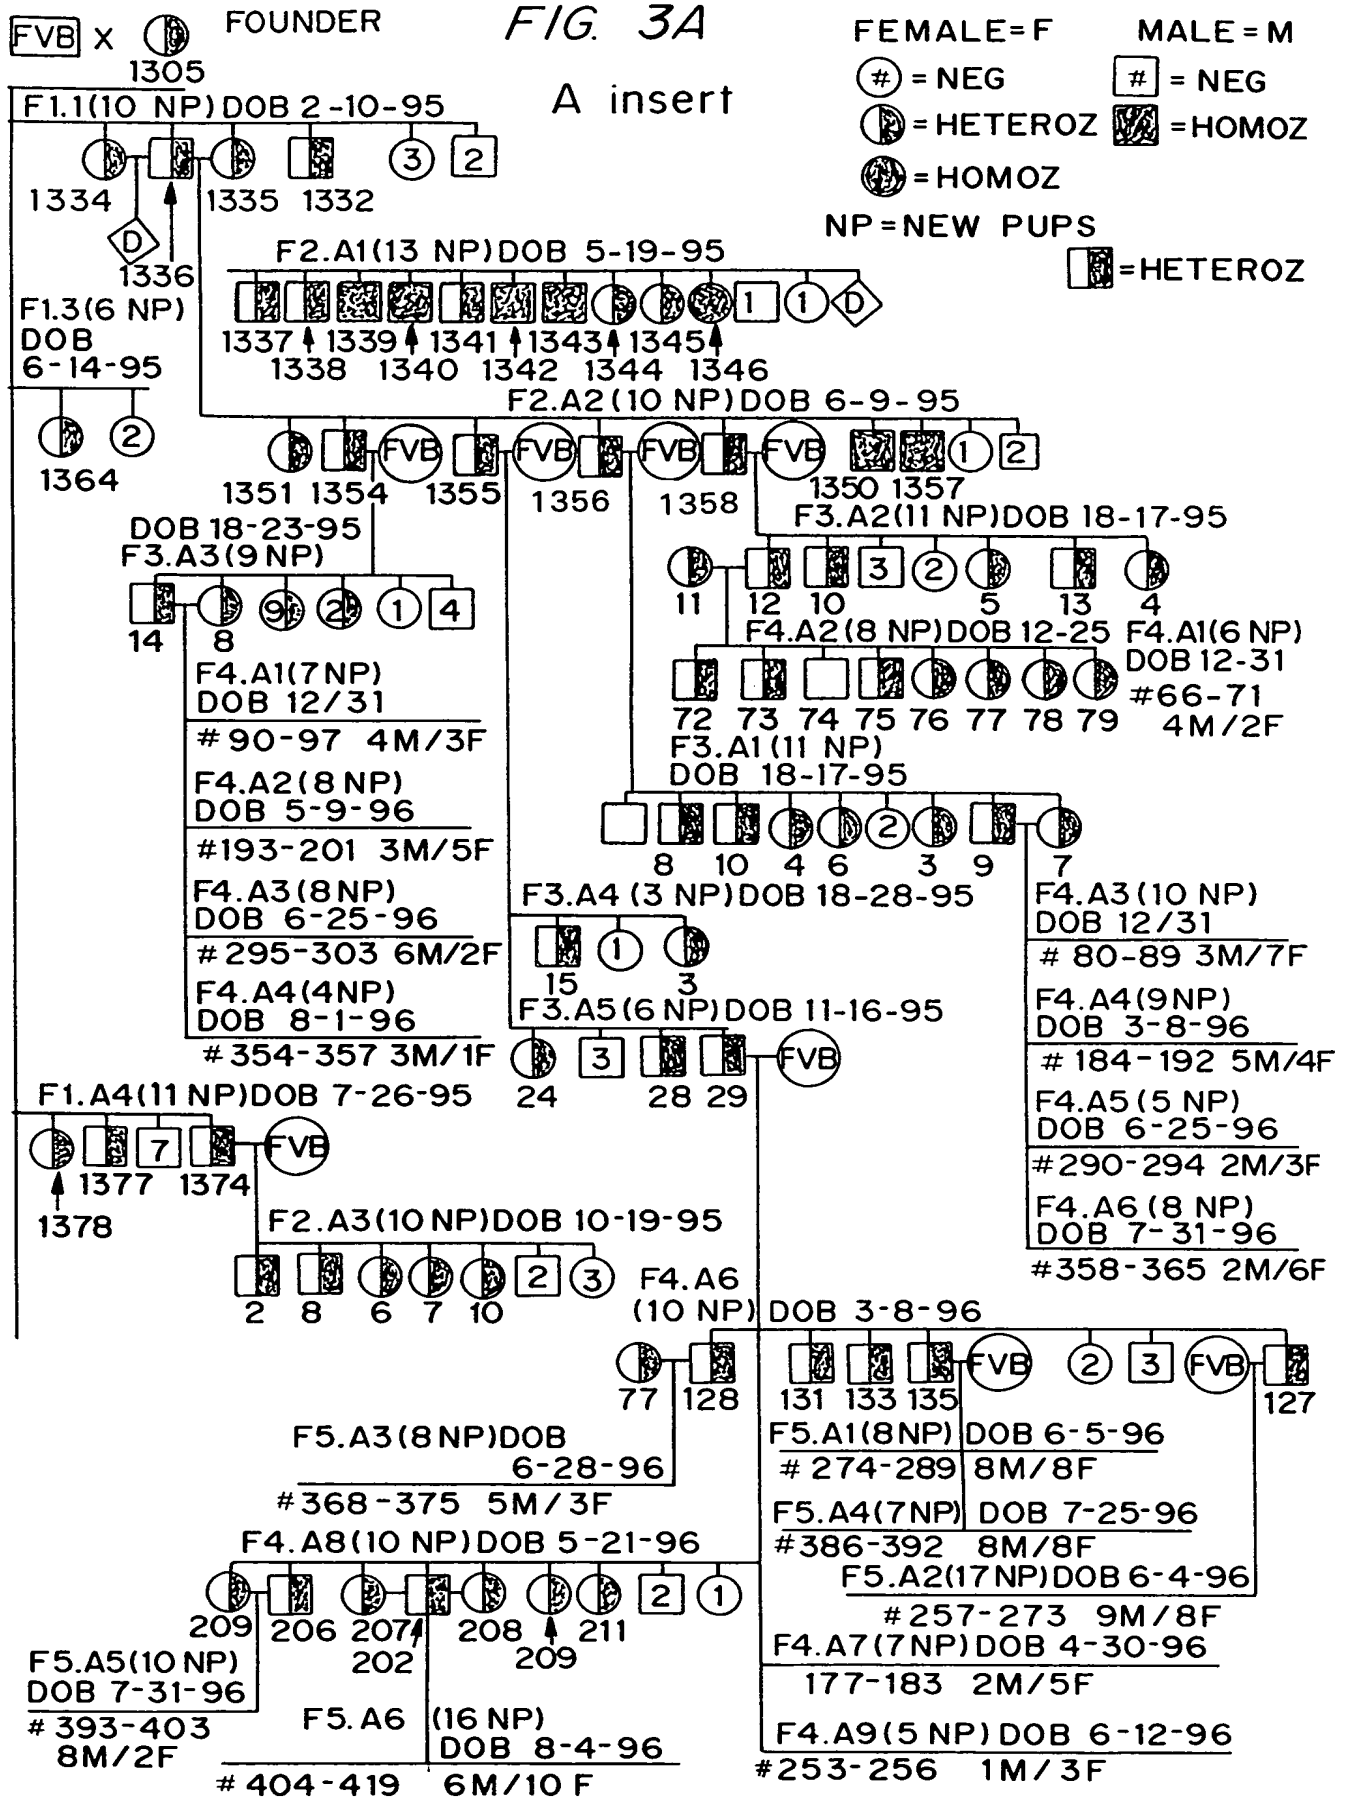 FIG. 3A
A insert
FVB X FOUNDER
1305
FEMALE=F MALE=M
# = NEG # = NEG
=HETEROZ =HOMOZ
=HOMOZ
NP=NEW PUPS
=HETEROZ
F1.1(10 NP)DOB 2-10-95
3 2
1334 1335 1332
D
1336
F2.A1(13 NP)DOB 5-19-95
1 1 D
1337 1339 1341 1343 1345
1338 1340 1342 1344 1346
F1.3(6 NP)
DOB
6-14-95
2
1364
F2.A2(10 NP)DOB 6-9-95
FVB FVB FVB FVB 1 2
1351 1354 1355 1356 1358 1350 1357
DOB 18-23-95
F3.A3(9NP)
9 2 1 4
14 8
F4.A1(7NP)
DOB 12/31
#90-97 4M/3F
F4.A2(8NP)
DOB 5-9-96
#193-201 3M/5F
F4.A3(8NP)
DOB 6-25-96
#295-303 6M/2F
F4.A4(4NP)
DOB 8-1-96
#354-357 3M/1F
F3.A2(11 NP)DOB 18-17-95
3 2
11 12 10 5 13 4
F4.A2(8 NP)DOB 12-25
72 73 74 75 76 77 78 79
F4.A1(6 NP)
DOB 12-31
#66-71
4M/2F
F3.A1(11 NP)
DOB 18-17-95
2
8 10 4 6 3 9 7
F4.A3(10 NP)
DOB 12/31
# 80-89 3M/7F
F4.A4(9NP)
DOB 3-8-96
# 184-192 5M/4F
F4.A5(5 NP)
DOB 6-25-96
#290-294 2M/3F
F4.A6(8 NP)
DOB 7-31-96
#358-365 2M/6F
F3.A4 (3 NP)DOB 18-28-95
1
15 3
F3.A5(6 NP)DOB 11-16-95
3 FVB
24 28 29
F1.A4(11 NP)DOB 7-26-95
7 FVB
1377 1374
1378
F2.A3(10 NP)DOB 10-19-95
2 3
2 8 6 7 10
F4.A6
(10 NP) DOB 3-8-96
FVB 2 3 FVB
77 128 131 133 135 127
F5.A3(8NP)DOB
6-28-96
#368-375 5M/3F
F5.A1(8NP) DOB 6-5-96
# 274-289 8M/8F
F5.A4(7NP) DOB 7-25-96
#386-392 8M/8F
F5.A2(17NP)DOB 6-4-96
#257-273 9M/8F
F4.A8(10 NP)DOB 5-21-96
2 1
209 206 207 208 211
202 209
F4.A7(7NP)DOB 4-30-96
177-183 2M/5F
F4.A9(5 NP)DOB 6-12-96
#253-256 1M/3F
F5.A5(10 NP)
DOB 7-31-96
# 393-403
8M/2F
F5.A6 (16 NP)
DOB 8-4-96
#404-419 6M/10 F